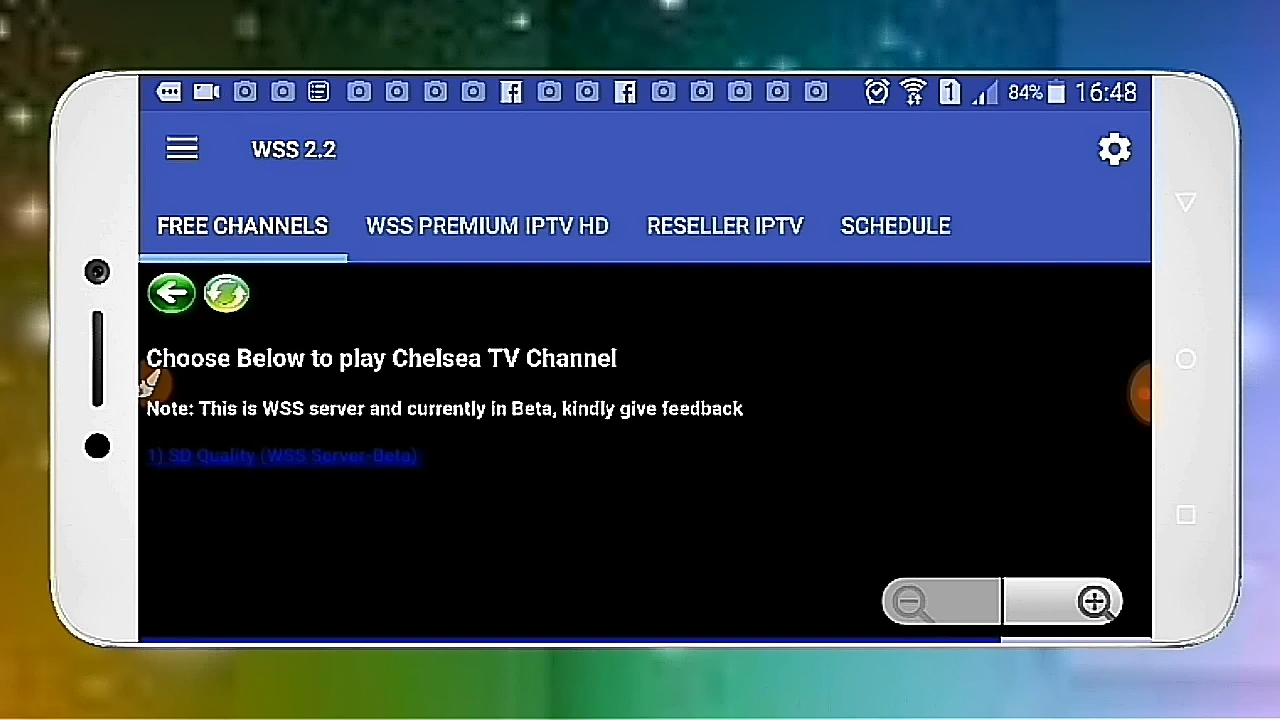 1 84% 16:48
WSS 2.2
FREE CHANNELS WSS PREMIUM IPTV HD RESELLER IPTV SCHEDULE
Choose Below to play Chelsea TV Channel
Note: This is WSS server and currently in Beta, kindly give feedback
1) SD Quality (WSS Server-Beta)